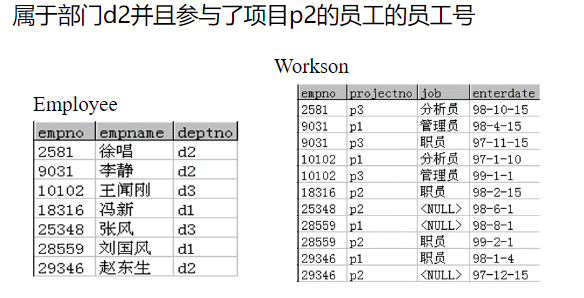 属于部门d2并且参与了项目p2的员工的员工号
Workson
Employee
empno projectno job enterdate
2581 p3 分析员 98-10-15
9031 p1 管理员 98-4-15
9031 p3 职员 97-11-15
10102 p1 分析员 97-1-10
10102 p3 管理员 99-1-1
18316 p2 职员 98-2-15
25348 p2 <NULL> 98-6-1
28559 p1 <NULL> 98-8-1
28559 p2 职员 99-2-1
29346 p1 职员 98-1-4
29346 p2 <NULL> 97-12-15
empno empname deptno
2581 徐唱 d2
9031 李静 d2
10102 王闻刚 d3
18316 冯新 d1
25348 张风 d3
28559 刘国风 d1
29346 赵东生 d2